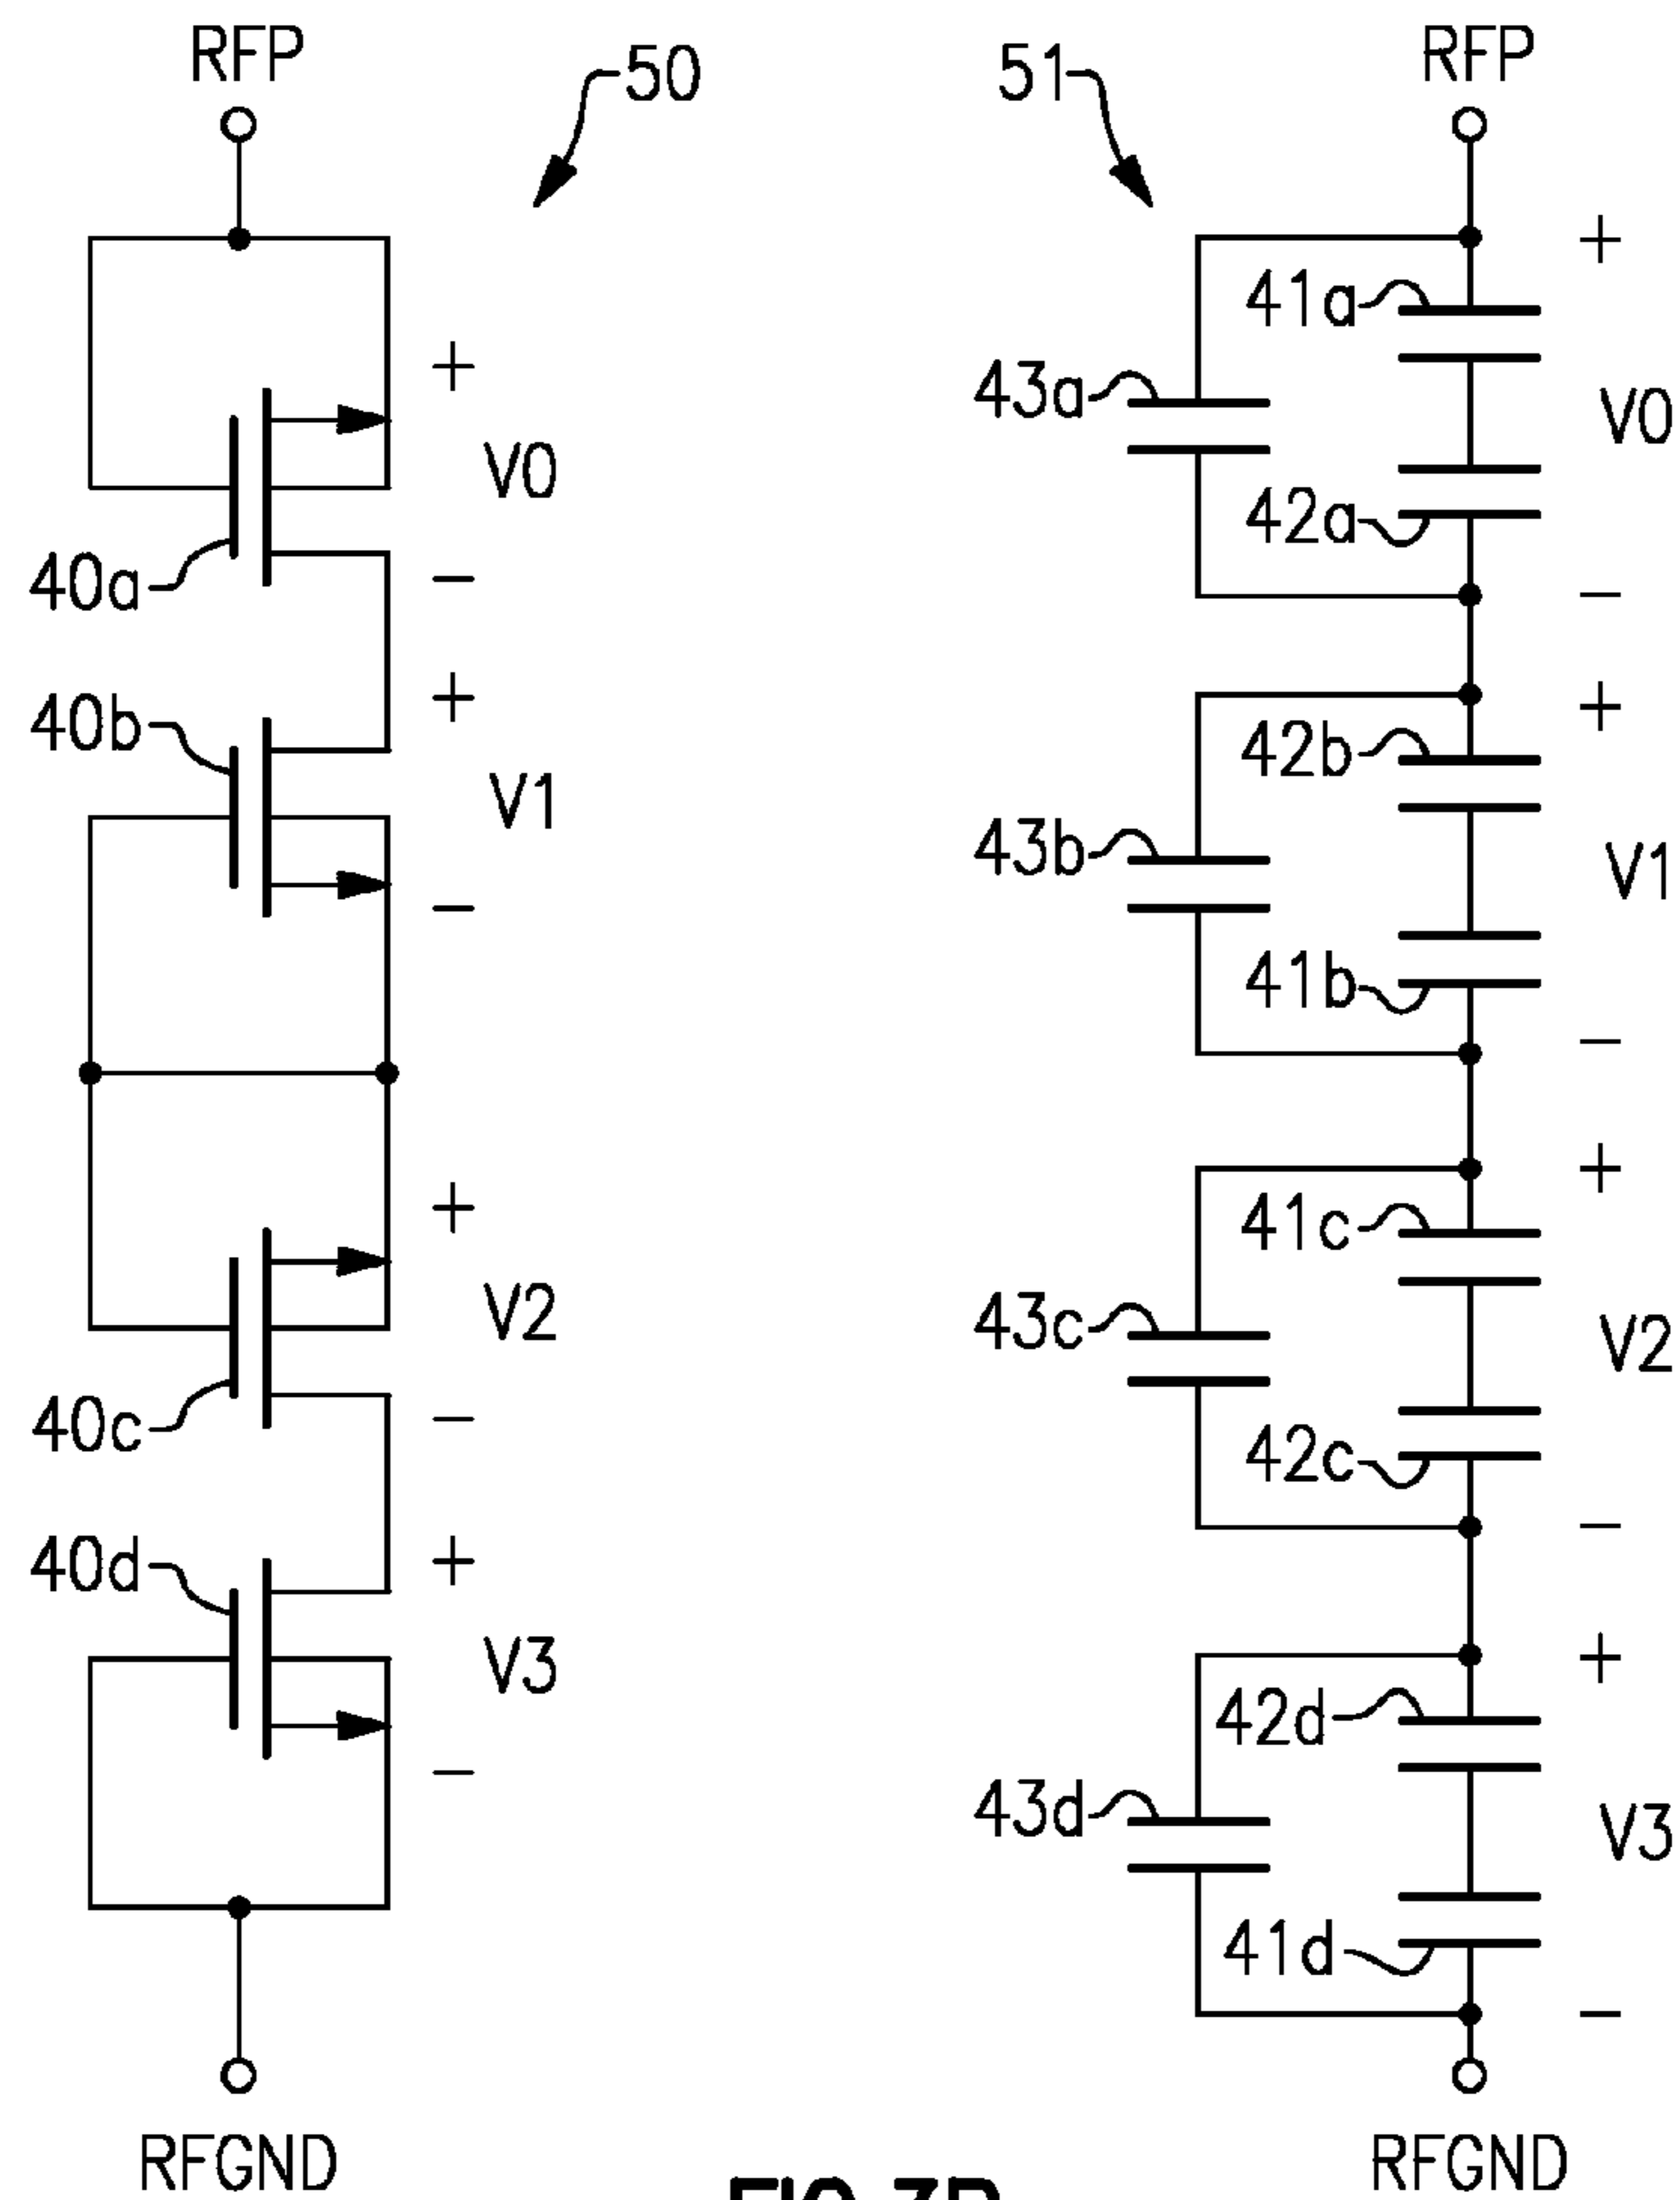 RFP
50
+
V0
40a
−
+
40b
V1
−
+
V2
40c
−
+
40d
V3
−
RFGND
RFP
51
+
41a
43a
V0
42a
−
+
42b
43b
V1
41b
−
+
41c
43c
V2
42c
−
+
42d
43d
V3
41d
−
RFGND